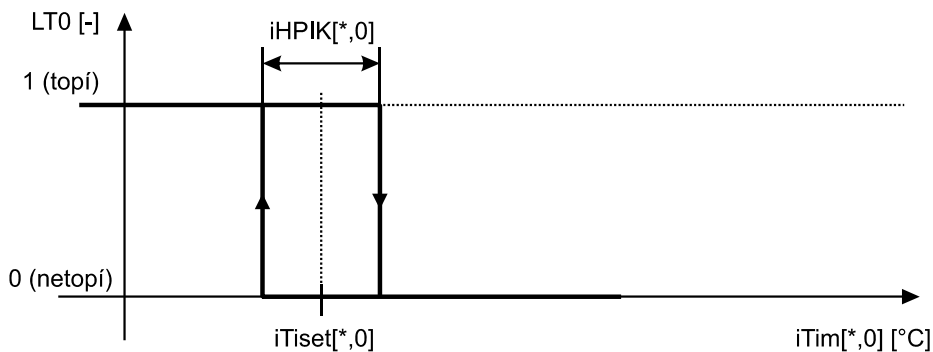 LT0 [-]
iHPIK[*,0]
1 (topí)
0 (netopí)
iTiset[*,0]
iTim[*,0] [°C]